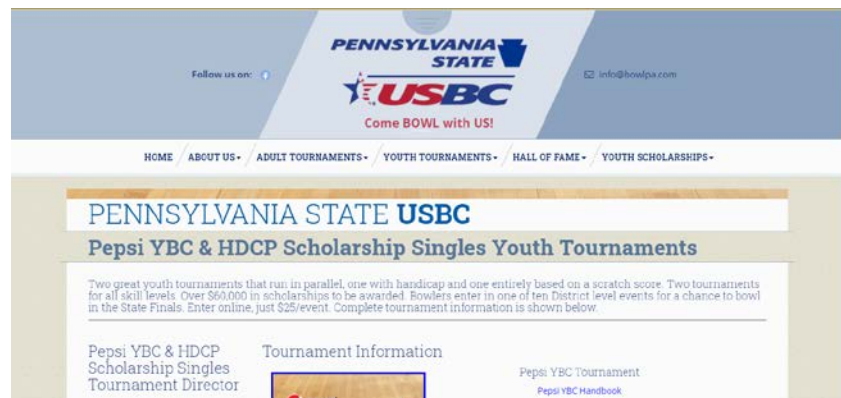 PENNSYLVANIA
STATE
USBC
Come BOWL with US!
Follow us on:
info@bowlpa.com
HOME / ABOUT US / ADULT TOURNAMENTS / YOUTH TOURNAMENTS / HALL OF FAME / YOUTH SCHOLARSHIPS
PENNSYLVANIA STATE USBC
Pepsi YBC & HDCP Scholarship Singles Youth Tournaments
Two great youth tournaments that run in parallel, one with handicap and one entirely based on a scratch score. Two tournaments
for all skill levels. Over $60,000 in scholarships to be awarded. Bowlers enter in one of ten District level events for a chance to bowl
in the State Finals. Enter online, just $25/event. Complete tournament information is shown below.
Pepsi YBC & HDCP
Scholarship Singles
Tournament Director
Tournament Information
Pepsi YBC Tournament
Pepsi YBC Handbook